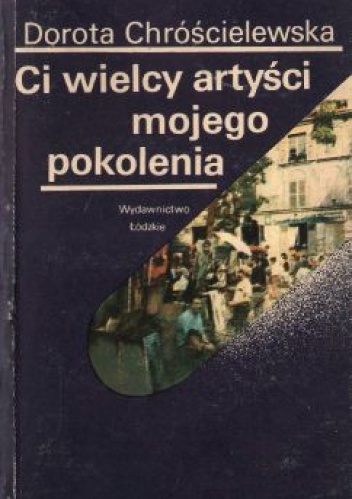 Dorota Chróścielewska
Ci wielcy artyści
mojego
pokolenia
Wydawnictwo
Łódzkie